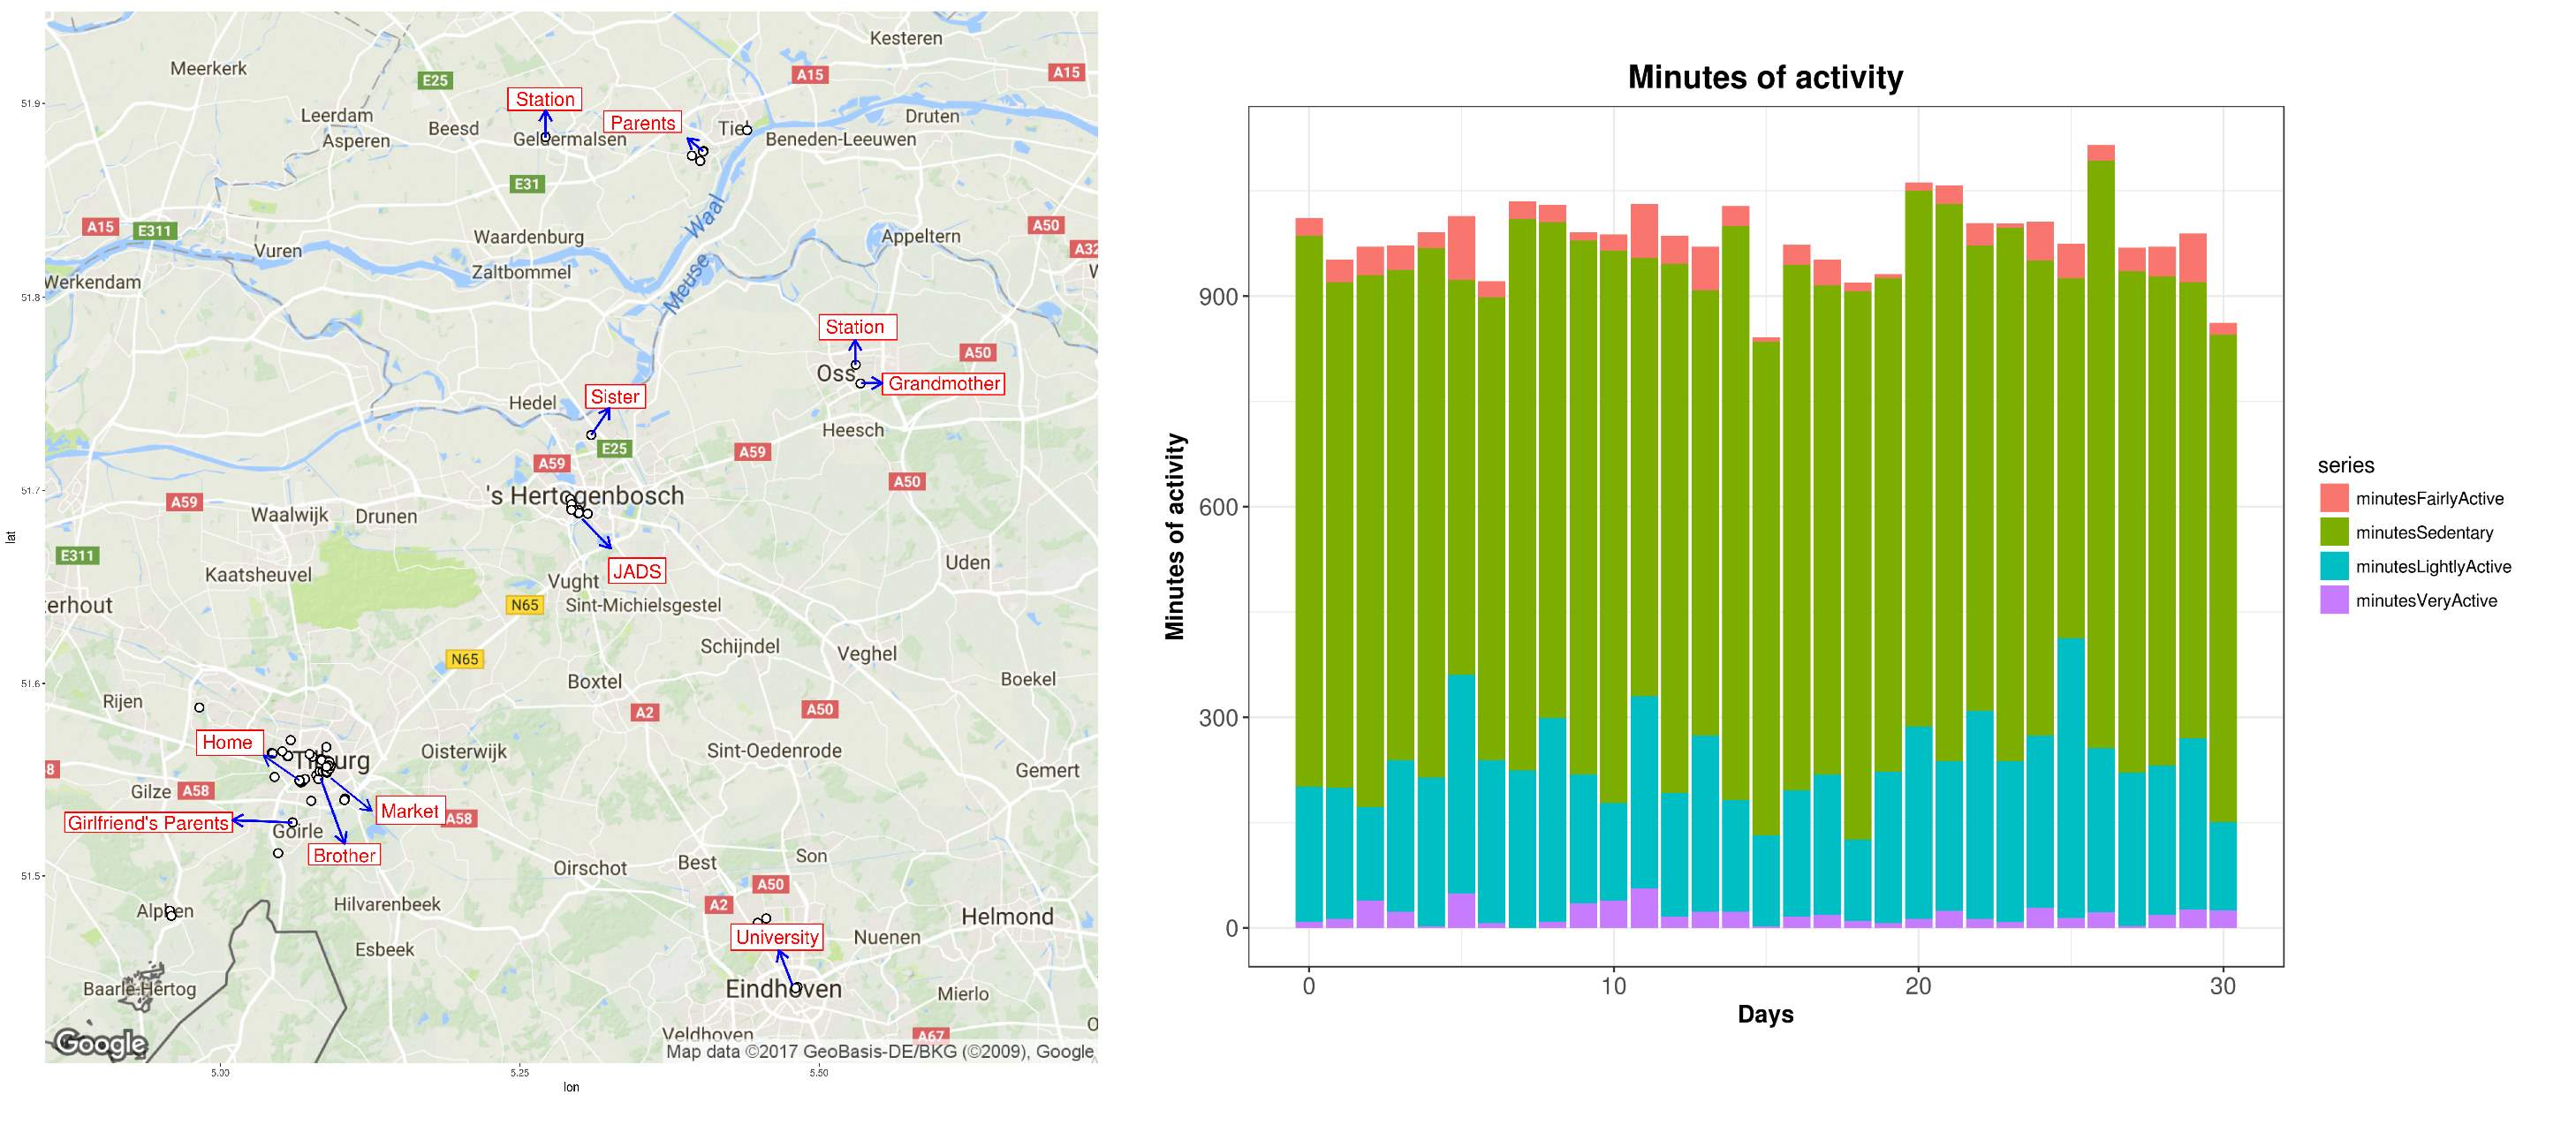 Kesteren
Meerkerk
E25
A15
A15
51.9
Station
Leerdam
Beesd
Parents
Tiel
Druten
Asperen
Geldermalsen
Beneden-Leeuwen
E31
Waal
A15
E311
A50
Vuren
Waardenburg
Appeltern
A32
Zaltbommel
Meuse
Werkendam
51.8
Station
A50
Oss
Grandmother
Sister
Hedel
Heesch
E25
A59
A59
A50
51.7
A59
's Hertogenbosch
Waalwijk
Drunen
lat
E311
JADS
Uden
Kaatsheuvel
Vught
erhout
N65
Sint-Michielsgestel
Schijndel
Veghel
N65
51.6
Boxtel
Boekel
Rijen
A2
A50
Home
Tilburg
Oisterwijk
Sint-Oedenrode
8
Gemert
Gilze
A58
Market
A58
Girlfriend's Parents
Goirle
Brother
Oirschot
Best
Son
51.5
A50
Alphen
Hilvarenbeek
A2
Helmond
University
Nuenen
Esbeek
Baarle-Hertog
Eindhoven
Mierlo
Google
Veldhoven
A67
Map data ©2017 GeoBasis-DE/BKG (©2009), Google
5.00
5.25
5.50
lon
Minutes of activity
Minutes of activity
900
600
300
0
0
10
20
30
Days
series
minutesFairlyActive
minutesSedentary
minutesLightlyActive
minutesVeryActive